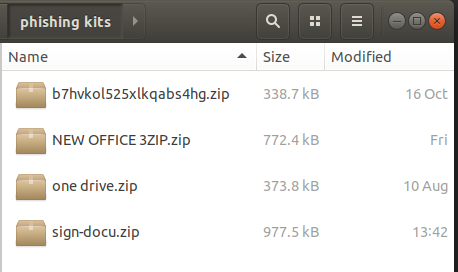 phishing kits
Name Size Modified
b7hvkol525xlkqabs4hg.zip 338.7 kB 16 Oct
NEW OFFICE 3ZIP.zip 772.4 kB Fri
one drive.zip 373.8 kB 10 Aug
sign-docu.zip 977.5 kB 13:42